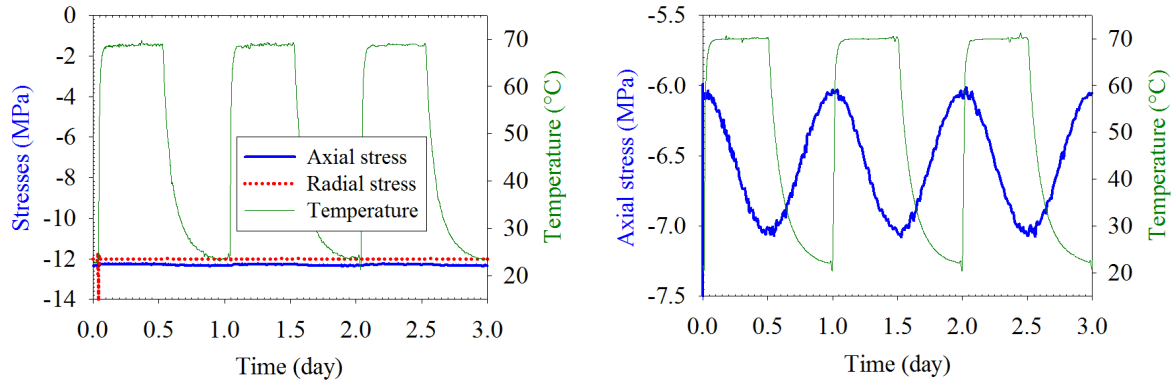 0
-2
-4
-6
-8
-10
-12
-14
Stresses (MPa)
70
60
50
40
30
20
Temperature (°C)
Axial stress
Radial stress
Temperature
0.0 0.5 1.0 1.5 2.0 2.5 3.0
Time (day)
-5.5
-6.0
-6.5
-7.0
-7.5
Axial stress (MPa)
70
60
50
40
30
20
Temperature (°C)
0.0 0.5 1.0 1.5 2.0 2.5 3.0
Time (day)